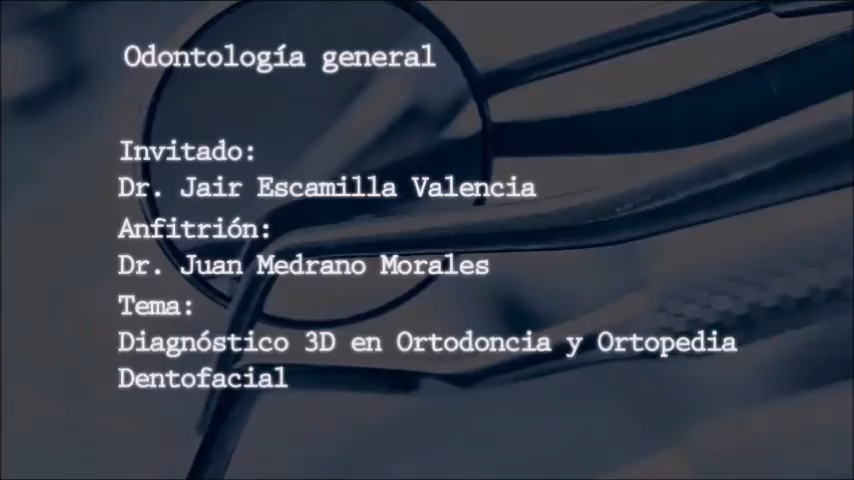 Odontología general
Invitado:
Dr. Jair Escamilla Valencia
Anfitrión:
Dr. Juan Medrano Morales
Tema:
Diagnóstico 3D en Ortodoncia y Ortopedia
Dentofacial